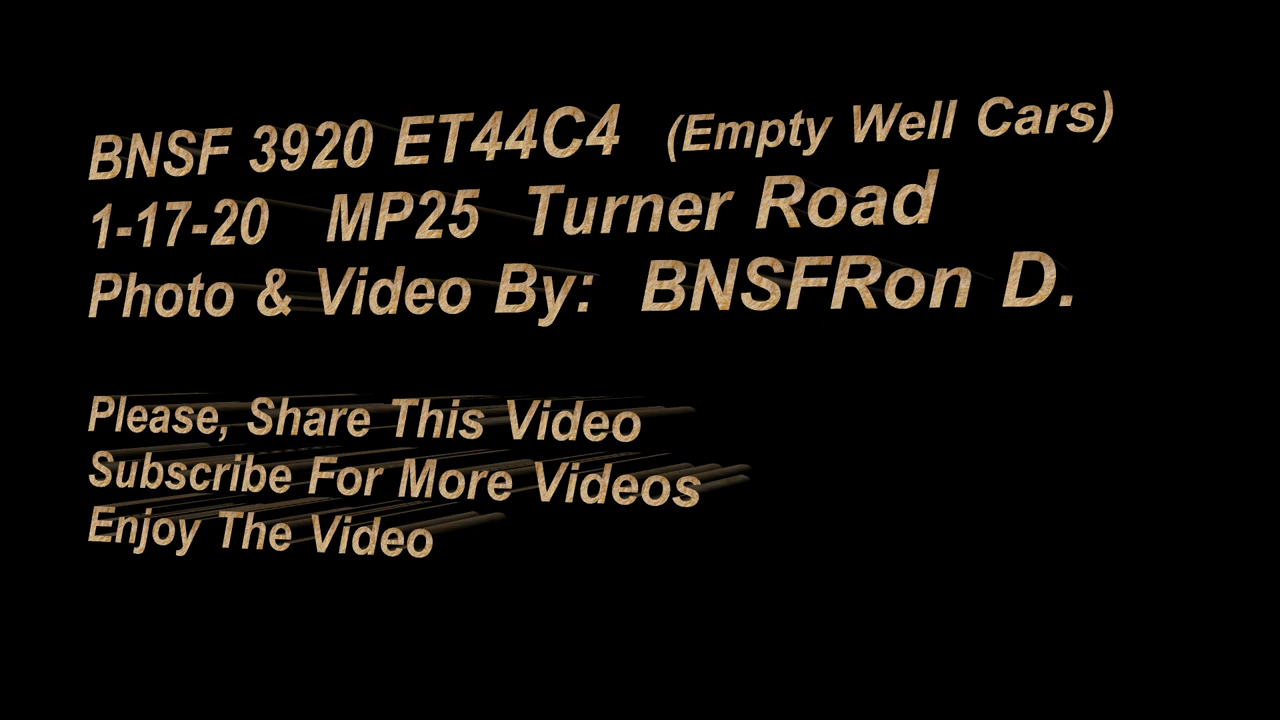 BNSF 3920 ET44C4 (Empty Well Cars)
1-17-20 MP25 Turner Road
Photo & Video By: BNSFRon D.
Please, Share This Video
Subscribe For More Videos
Enjoy The Video